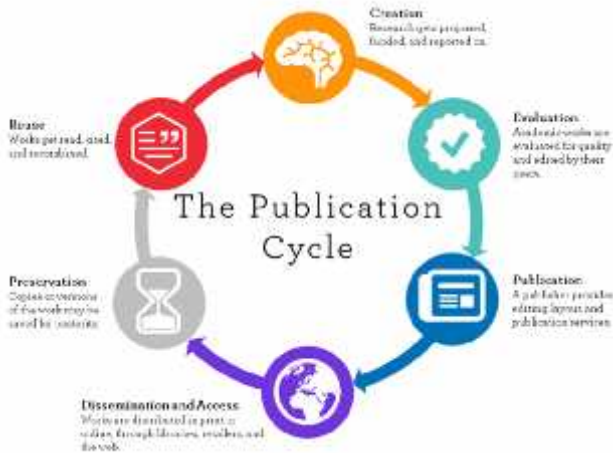 Creation
Research gets proposed,
funded, and reported on.
Evaluation
Academic works are
evaluated for quality
and edited by their
peers.
Publication
A publisher provides
editing layout and
publication services.
Dissemination and Access
Works are distributed in print or
online, through libraries, retailers, and
the web.
Preservation
Copies or versions
of the work may be
saved for posterity.
Reuse
Works get read, cited,
and recombined.
The Publication
Cycle